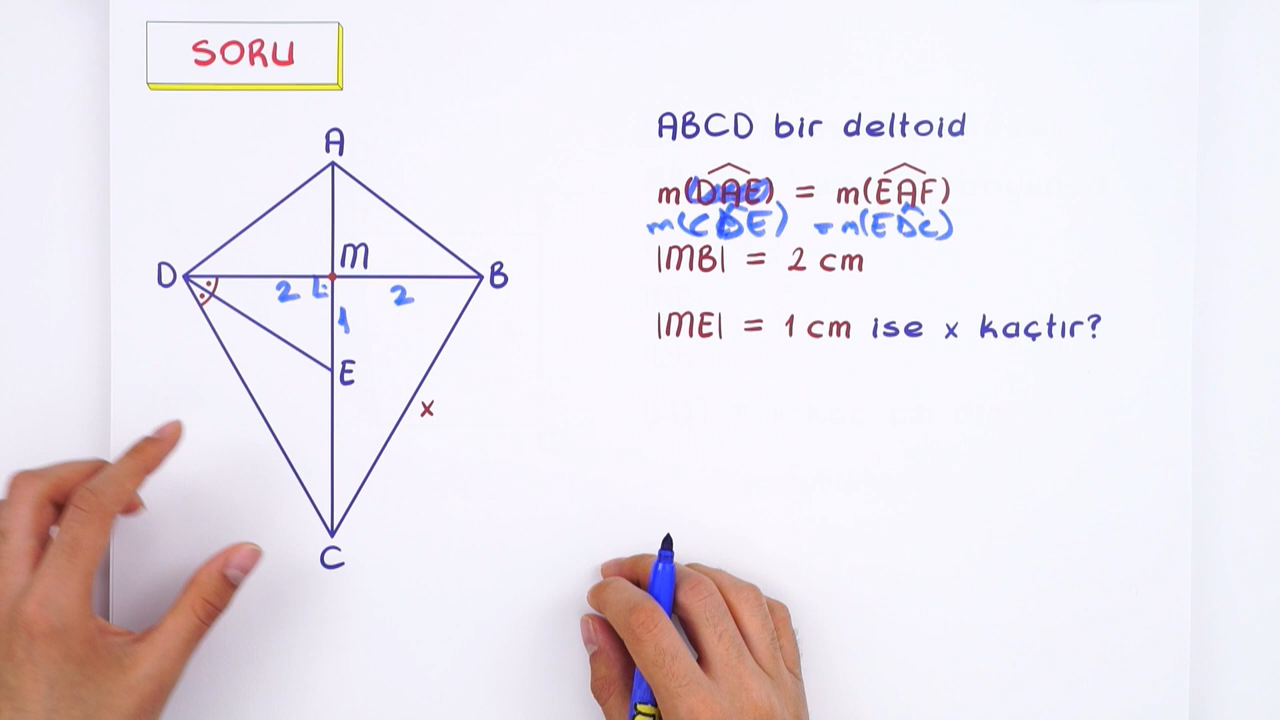 SORU
A
D
M
B
2
2
1
E
x
C
ABCD bir deltoid
m(DAE) = m(EAF)
m(CDE) = m(EDC)
|MB| = 2 cm
|ME| = 1 cm ise x kaçtır?